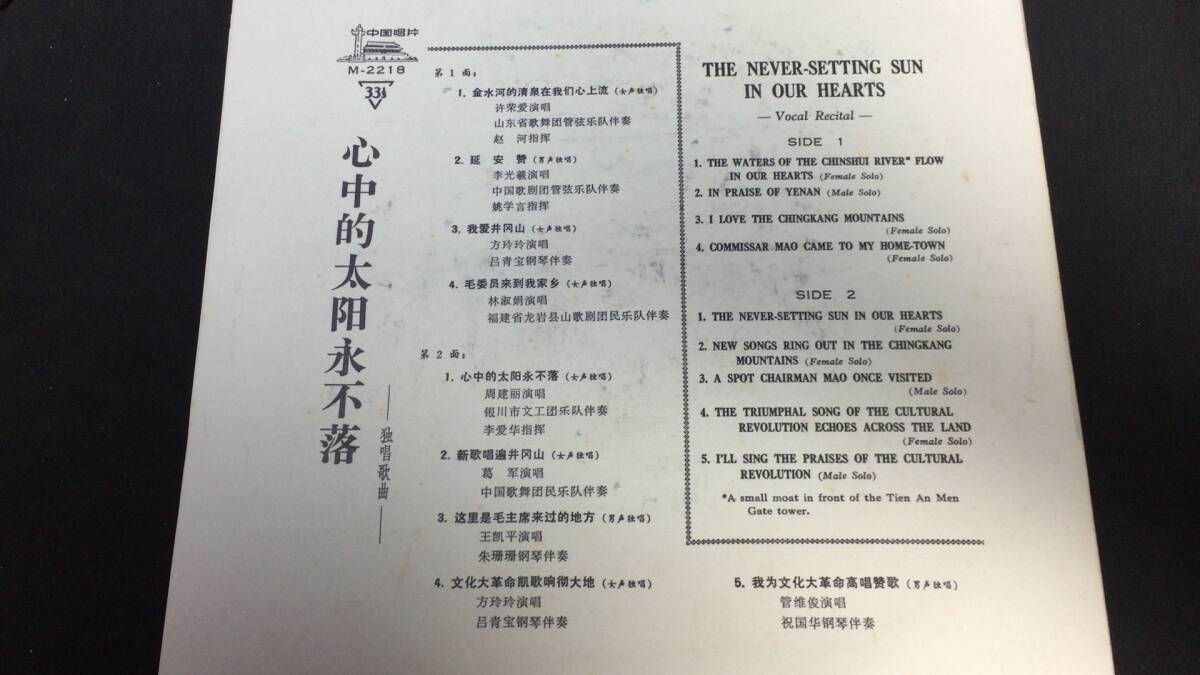 中国唱片
M-2218
33⅓
心中的太阳永不落
——独唱歌曲——
第1面：
1. 金水河的清泉在我们心上流（女声独唱）
许荣爱演唱
山东省歌舞团管弦乐队伴奏
赵 河指挥
2. 延 安 赞（男声独唱）
李光羲演唱
中国歌剧团管弦乐队伴奏
姚学言指挥
3. 我爱井冈山（女声独唱）
方玲玲演唱
吕青宝钢琴伴奏
4. 毛委员来到我家乡（女声独唱）
林淑娟演唱
福建省龙岩县山歌剧团民乐队伴奏
第2面：
1. 心中的太阳永不落（女声独唱）
周建丽演唱
银川市文工团乐队伴奏
李爱华指挥
2. 新歌唱遍井冈山（女声独唱）
葛 军演唱
中国歌舞团民乐队伴奏
3. 这里是毛主席来过的地方（男声独唱）
王凯平演唱
朱珊珊钢琴伴奏
4. 文化大革命凯歌响彻大地（女声独唱）
方玲玲演唱
吕青宝钢琴伴奏
5. 我为文化大革命高唱赞歌（男声独唱）
管维俊演唱
祝国华钢琴伴奏
THE NEVER-SETTING SUN
IN OUR HEARTS
— Vocal Recital —
SIDE 1
1. THE WATERS OF THE CHINSHUI RIVER* FLOW
IN OUR HEARTS (Female Solo)
2. IN PRAISE OF YENAN (Male Solo)
3. I LOVE THE CHINGKANG MOUNTAINS
(Female Solo)
4. COMMISSAR MAO CAME TO MY HOME-TOWN
(Female Solo)
SIDE 2
1. THE NEVER-SETTING SUN IN OUR HEARTS
(Female Solo)
2. NEW SONGS RING OUT IN THE CHINGKANG
MOUNTAINS (Female Solo)
3. A SPOT CHAIRMAN MAO ONCE VISITED
(Male Solo)
4. THE TRIUMPHAL SONG OF THE CULTURAL
REVOLUTION ECHOES ACROSS THE LAND
(Female Solo)
5. I'LL SING THE PRAISES OF THE CULTURAL
REVOLUTION (Male Solo)
*A small moat in front of the Tien An Men
Gate tower.